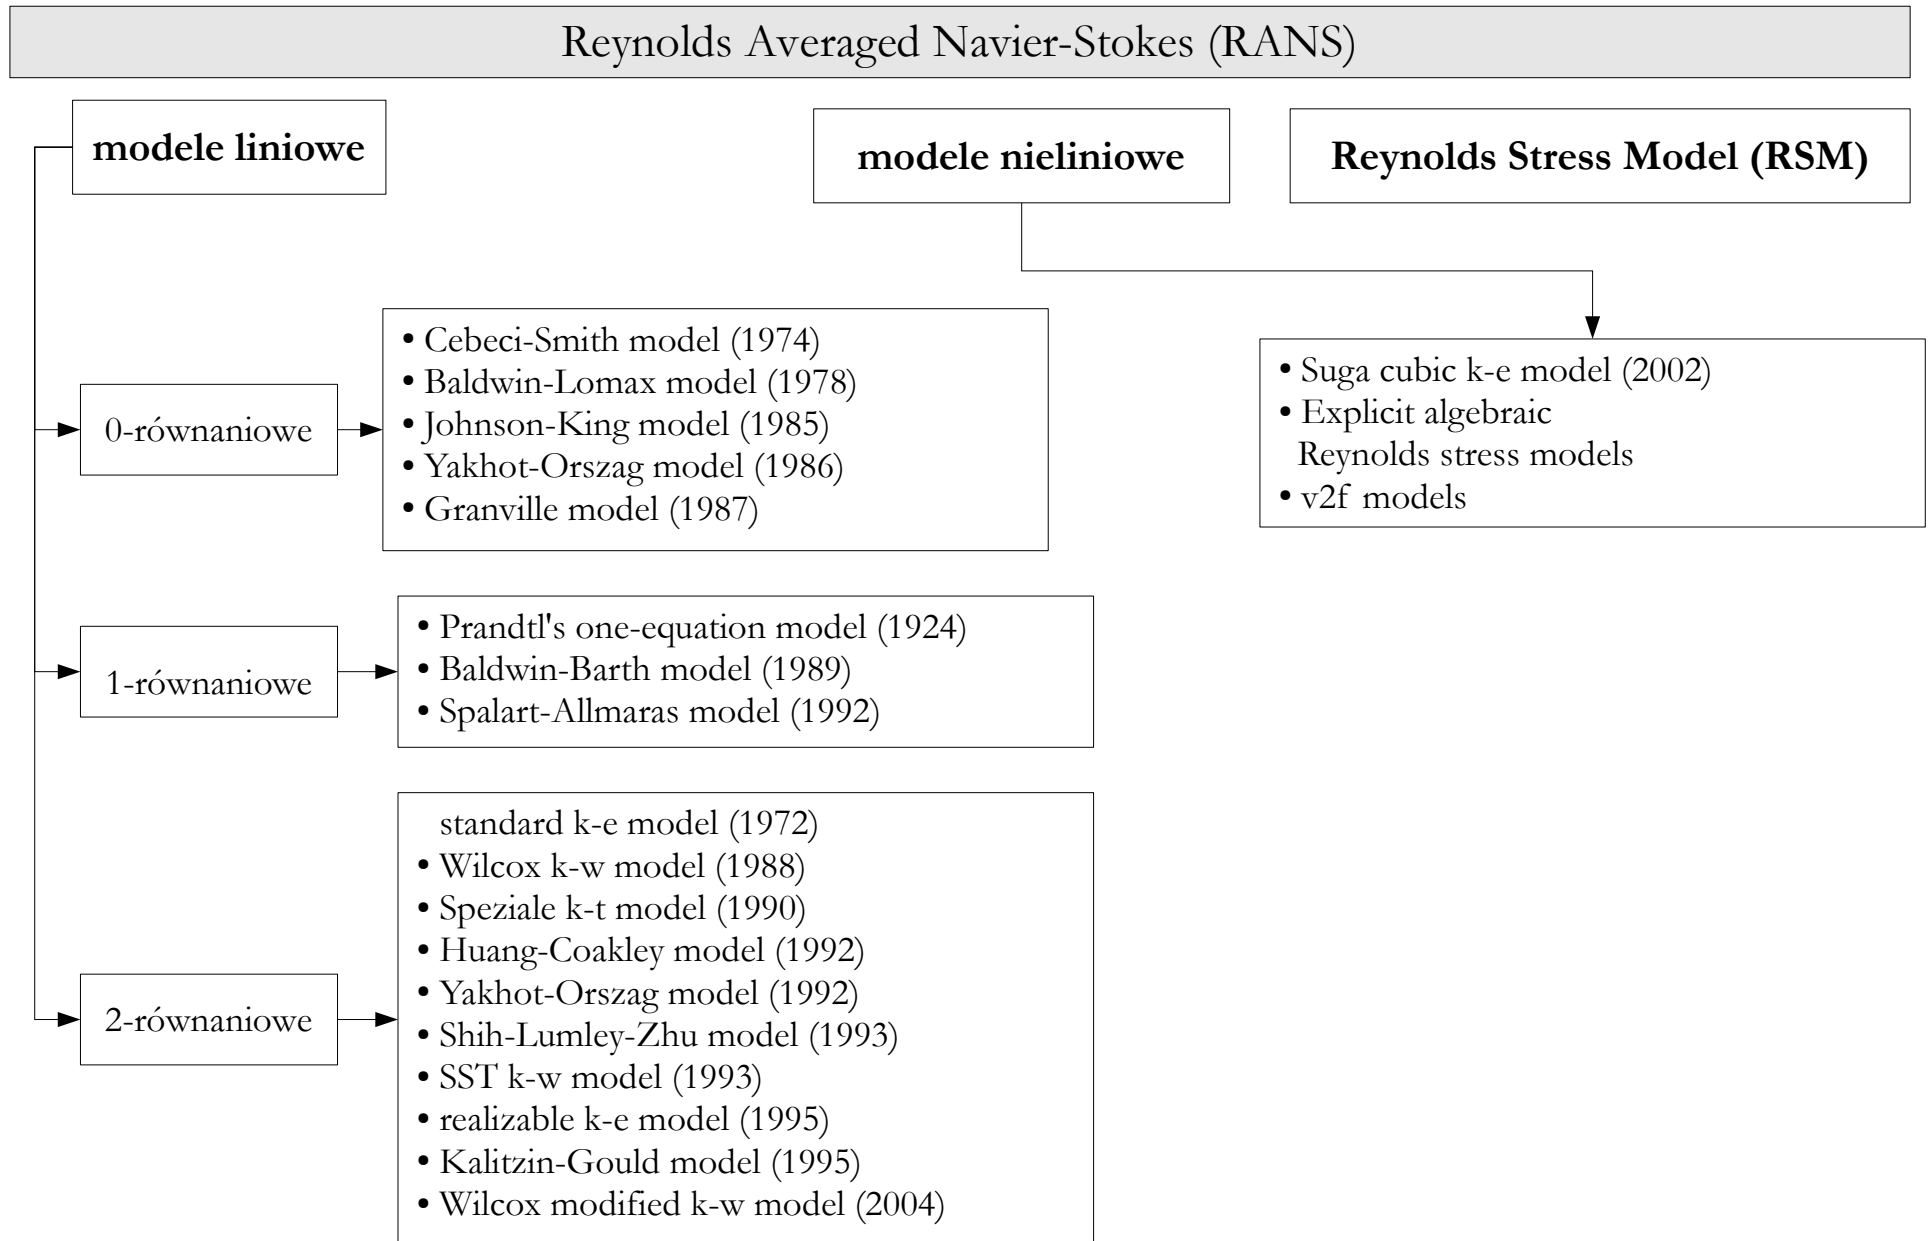 Reynolds Averaged Navier-Stokes (RANS)
modele liniowe
modele nieliniowe
Reynolds Stress Model (RSM)
0-równaniowe
• Cebeci-Smith model (1974)
• Baldwin-Lomax model (1978)
• Johnson-King model (1985)
• Yakhot-Orszag model (1986)
• Granville model (1987)
• Suga cubic k-e model (2002)
• Explicit algebraic
Reynolds stress models
• v2f models
1-równaniowe
• Prandtl's one-equation model (1924)
• Baldwin-Barth model (1989)
• Spalart-Allmaras model (1992)
2-równaniowe
standard k-e model (1972)
• Wilcox k-w model (1988)
• Speziale k-t model (1990)
• Huang-Coakley model (1992)
• Yakhot-Orszag model (1992)
• Shih-Lumley-Zhu model (1993)
• SST k-w model (1993)
• realizable k-e model (1995)
• Kalitzin-Gould model (1995)
• Wilcox modified k-w model (2004)